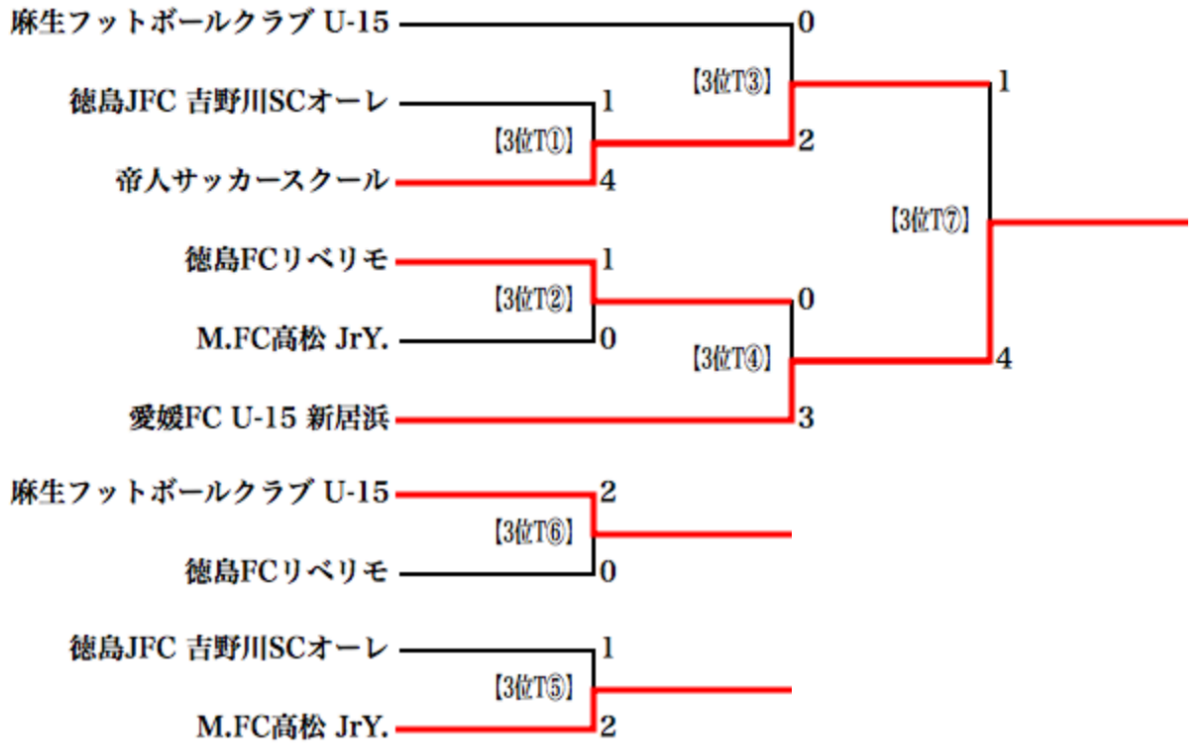 麻生フットボールクラブ U-15
0
【3位T③】
1
徳島JFC 吉野川SCオーレ
1
【3位T①】
2
帝人サッカースクール
4
【3位T⑦】
徳島FCリベリモ
1
【3位T②】
0
M.FC高松 JrY.
0
【3位T④】
4
愛媛FC U-15 新居浜
3
麻生フットボールクラブ U-15
2
【3位T⑥】
徳島FCリベリモ
0
徳島JFC 吉野川SCオーレ
1
【3位T⑤】
M.FC高松 JrY.
2